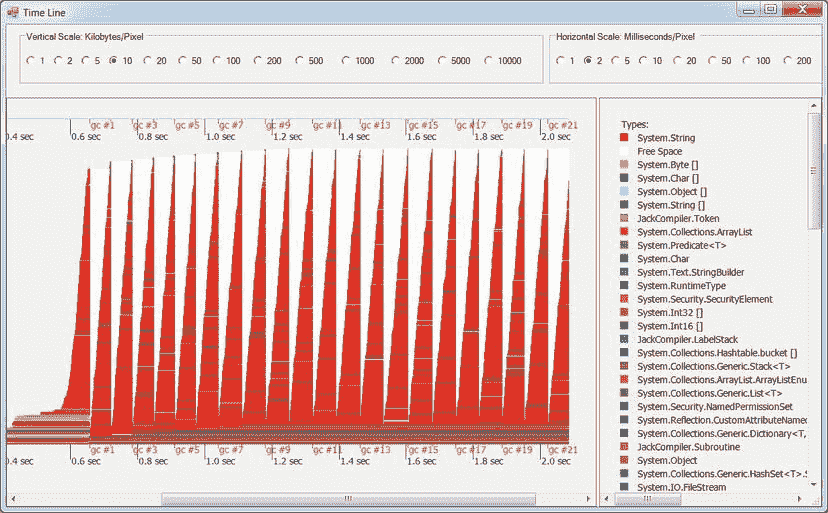 Time Line
Vertical Scale: Kilobytes/Pixel
1 2 5 10 20 50 100 200 500 1000 2000 5000 10000
Horizontal Scale: Milliseconds/Pixel
1 2 5 10 20 50 100 200
gc #1 gc #3 gc #5 gc #7 gc #9 gc #11 gc #13 gc #15 gc #17 gc #19 gc #21
0.4 sec 0.6 sec 0.8 sec 1.0 sec 1.2 sec 1.4 sec 1.6 sec 1.8 sec 2.0 sec
gc #1 gc #3 gc #5 gc #7 gc #9 gc #11 gc #13 gc #15 gc #17 gc #19 gc #21
0.4 sec 0.6 sec 0.8 sec 1.0 sec 1.2 sec 1.4 sec 1.6 sec 1.8 sec 2.0 sec
Types:
System.String
Free Space
System.Byte []
System.Char []
System.Object []
System.String []
JackCompiler.Token
System.Collections.ArrayList
System.Predicate<T>
System.Char
System.Text.StringBuilder
System.RuntimeType
System.Security.SecurityElement
System.Int32 []
System.Int16 []
JackCompiler.LabelStack
System.Collections.Hashtable.bucket []
System.Collections.Generic.Stack<T>
System.Collections.ArrayList.ArrayListEnu
System.Collections.Generic.List<T>
System.Security.NamedPermissionSet
System.Reflection.CustomAttributeNamed
System.Collections.Generic.Dictionary<T,
JackCompiler.Subroutine
System.Object
System.Collections.Generic.HashSet<T>.S
System.IO.FileStream